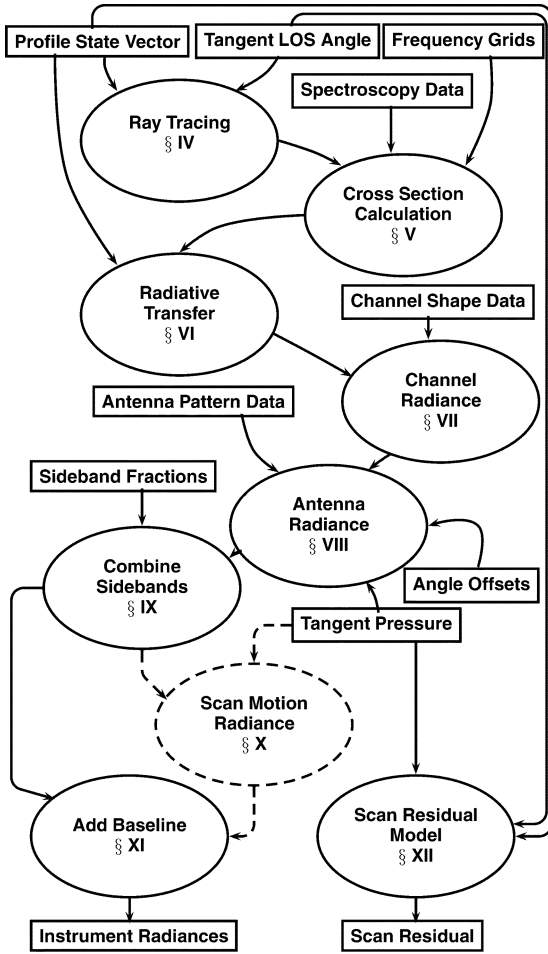 Profile State Vector
Tangent LOS Angle
Frequency Grids
Spectroscopy Data
Ray Tracing
§ IV
Cross Section
Calculation
§ V
Radiative
Transfer
§ VI
Channel Shape Data
Channel
Radiance
§ VII
Antenna Pattern Data
Sideband Fractions
Antenna
Radiance
§ VIII
Combine
Sidebands
§ IX
Angle Offsets
Tangent Pressure
Scan Motion
Radiance
§ X
Add Baseline
§ XI
Scan Residual
Model
§ XII
Instrument Radiances
Scan Residual